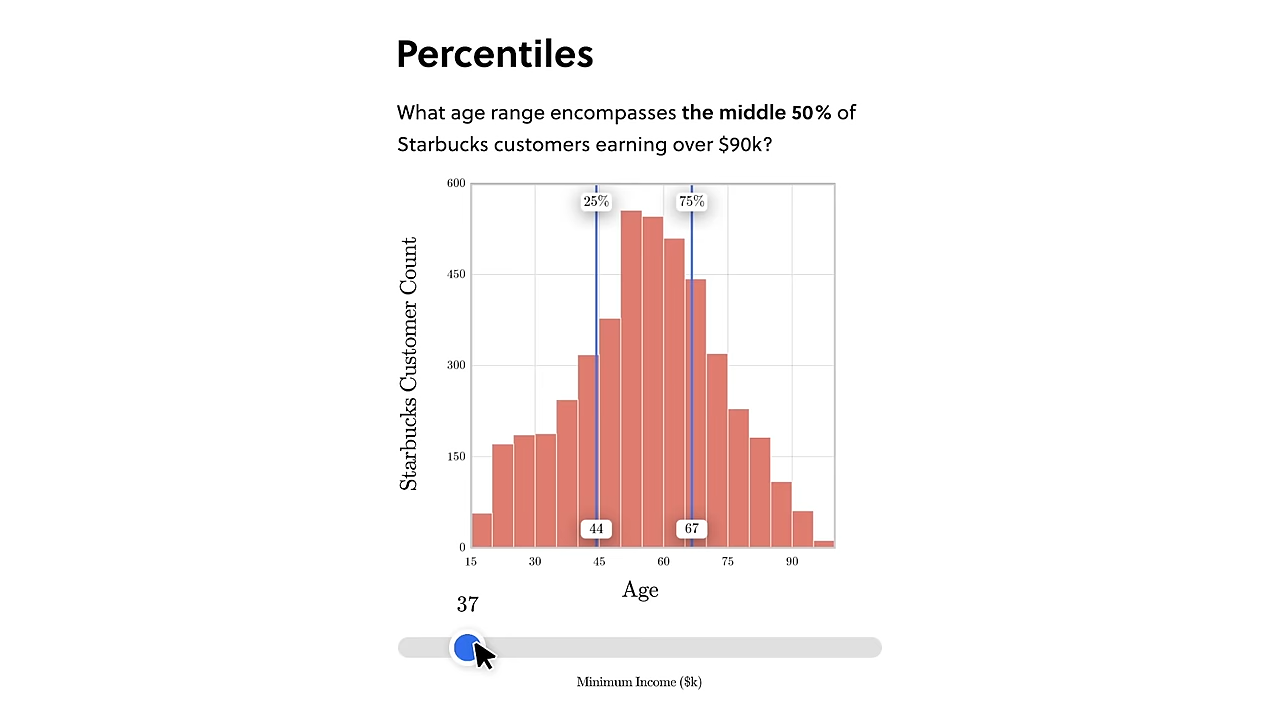 Percentiles
What age range encompasses the middle 50% of
Starbucks customers earning over $90k?
600
25%
75%
450
300
150
0
Starbucks Customer Count
44
67
15
30
45
60
75
90
Age
37
Minimum Income ($k)